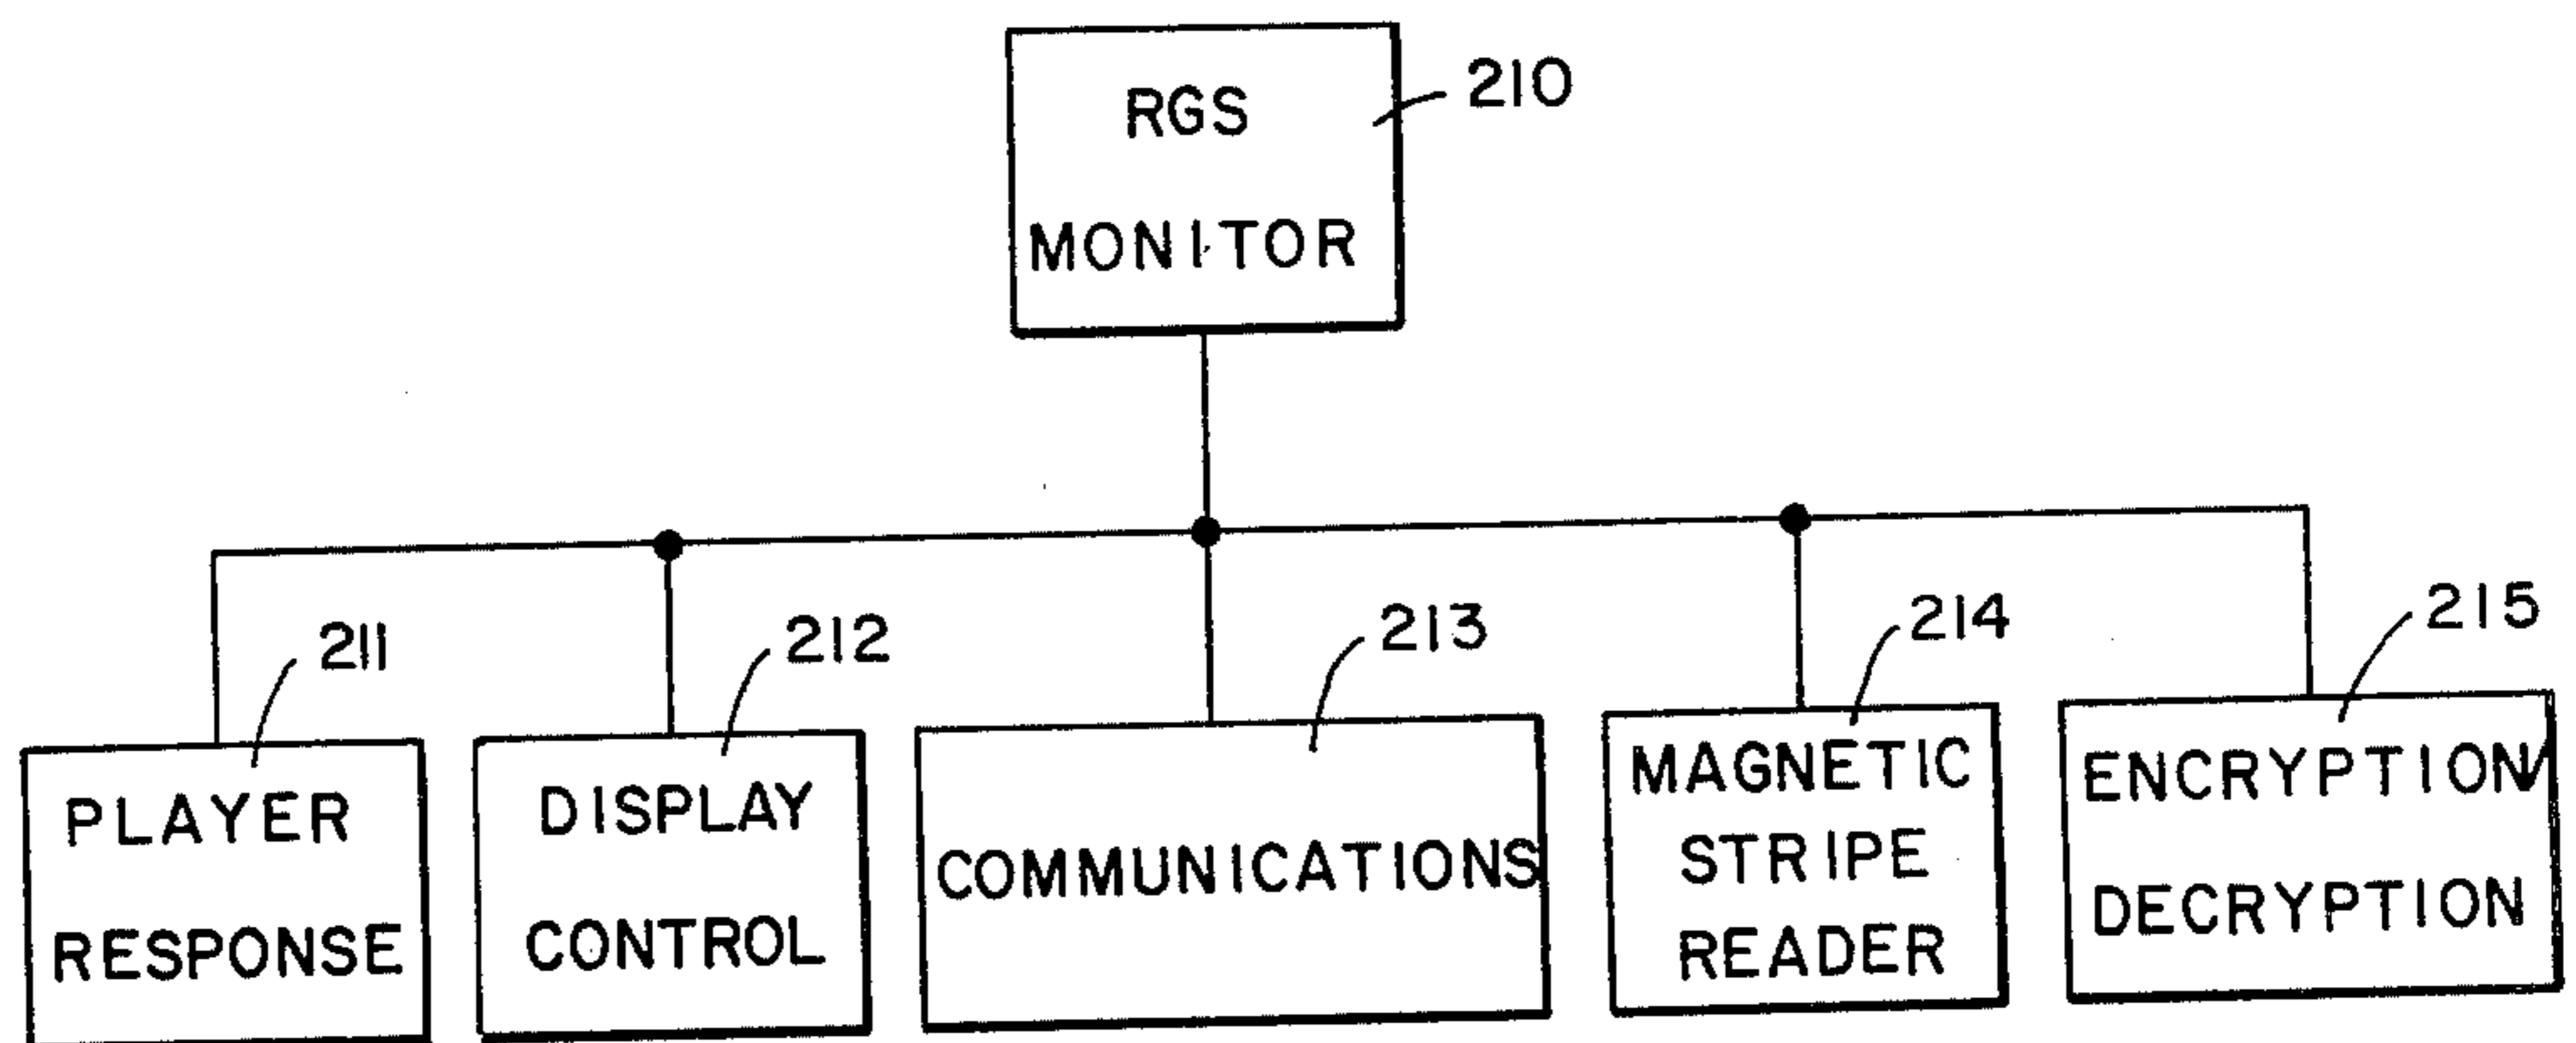 RGS
MONITOR
210
211
212
213
214
215
PLAYER
RESPONSE
DISPLAY
CONTROL
COMMUNICATIONS
MAGNETIC
STRIPE
READER
ENCRYPTION/
DECRYPTION